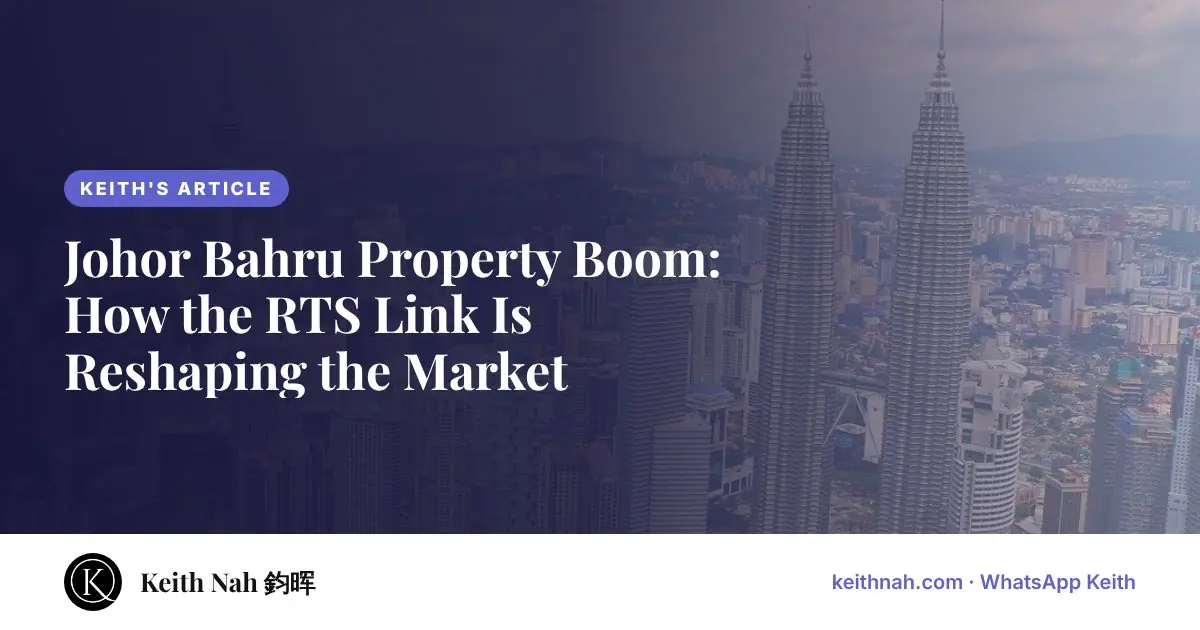 KEITH'S ARTICLE
Johor Bahru Property Boom:
How the RTS Link Is
Reshaping the Market
K
Keith Nah 鈞晖
keithnah.com · WhatsApp Keith